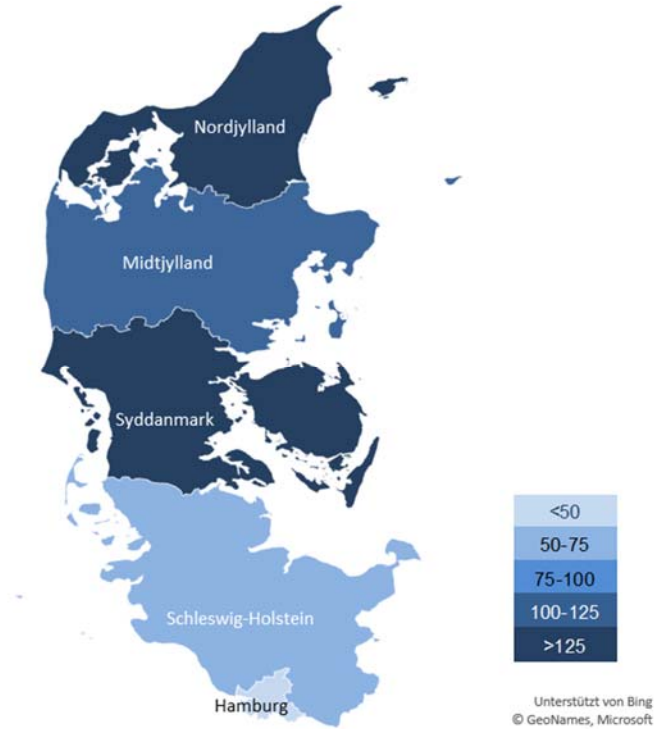 Nordjylland
Midtjylland
Syddanmark
Schleswig-Holstein
Hamburg
<50
50-75
75-100
100-125
>125
Unterstützt von Bing
© GeoNames, Microsoft